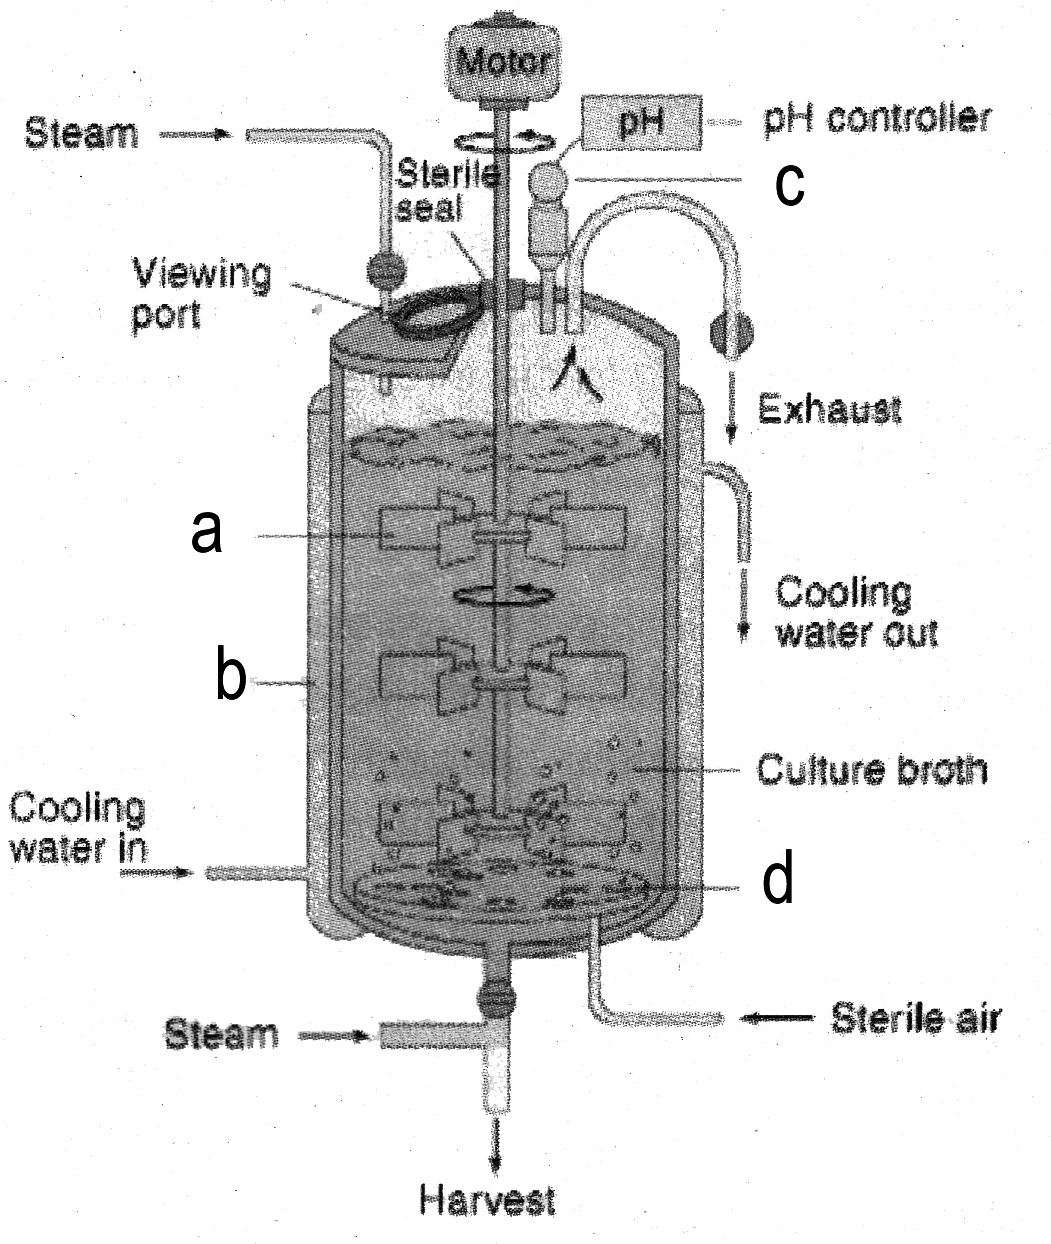 Motor
Steam
pH
pH controller
Sterile
seal
c
Viewing
port
Exhaust
a
Cooling
water out
b
Culture broth
Cooling
water in
d
Sterile air
Steam
Harvest